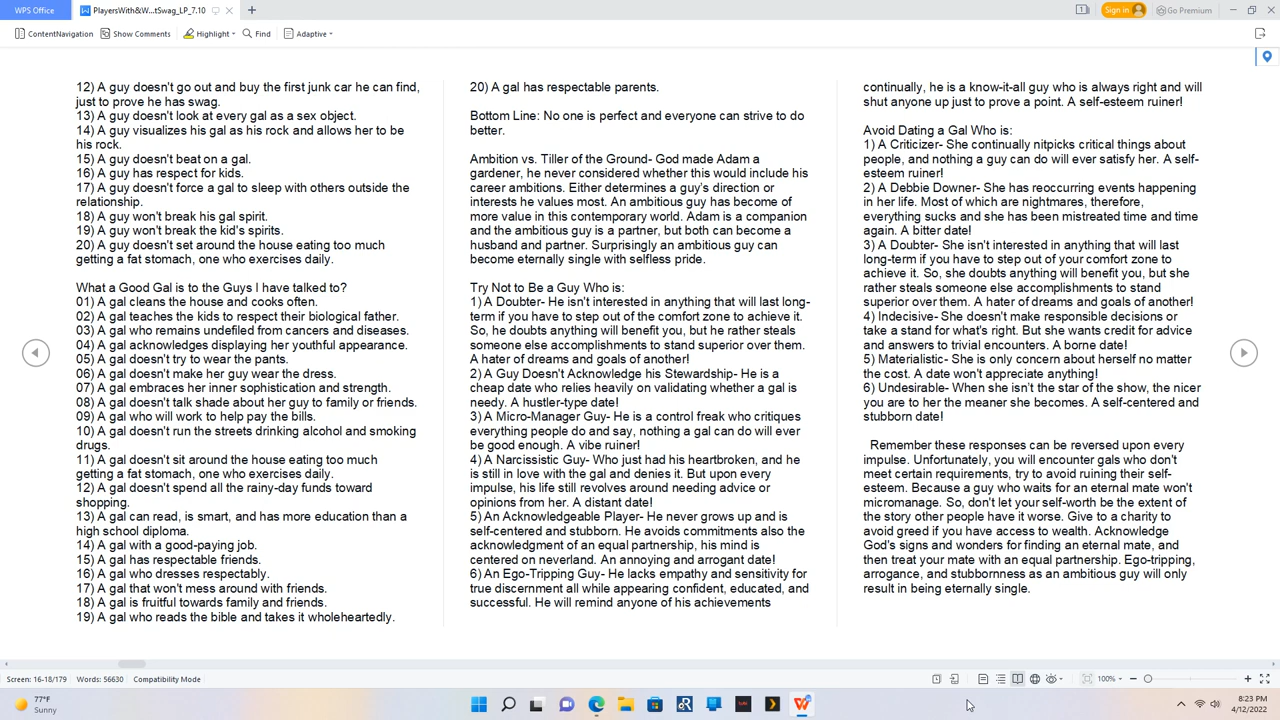 WPS Office
PlayersWith&W...tSwag_LP_7.10
Sign in
Go Premium
ContentNavigation
Show Comments
Highlight
Find
Adaptive
12) A guy doesn't go out and buy the first junk car he can find,
just to prove he has swag.
13) A guy doesn't look at every gal as a sex object.
14) A guy visualizes his gal as his rock and allows her to be
his rock.
15) A guy doesn't beat on a gal.
16) A guy has respect for kids.
17) A guy doesn't force a gal to sleep with others outside the
relationship.
18) A guy won't break his gal spirit.
19) A guy won't break the kid's spirits.
20) A guy doesn't set around the house eating too much
getting a fat stomach, one who exercises daily.
What a Good Gal is to the Guys I have talked to?
01) A gal cleans the house and cooks often.
02) A gal teaches the kids to respect their biological father.
03) A gal who remains undefiled from cancers and diseases.
04) A gal acknowledges displaying her youthful appearance.
05) A gal doesn't try to wear the pants.
06) A gal doesn't make her guy wear the dress.
07) A gal embraces her inner sophistication and strength.
08) A gal doesn't talk shade about her guy to family or friends.
09) A gal who will work to help pay the bills.
10) A gal doesn't run the streets drinking alcohol and smoking
drugs.
11) A gal doesn't sit around the house eating too much
getting a fat stomach, one who exercises daily.
12) A gal doesn't spend all the rainy-day funds toward
shopping.
13) A gal can read, is smart, and has more education than a
high school diploma.
14) A gal with a good-paying job.
15) A gal has respectable friends.
16) A gal who dresses respectably.
17) A gal that won't mess around with friends.
18) A gal is fruitful towards family and friends.
19) A gal who reads the bible and takes it wholeheartedly.
20) A gal has respectable parents.
Bottom Line: No one is perfect and everyone can strive to do
better.
Ambition vs. Tiller of the Ground- God made Adam a
gardener, he never considered whether this would include his
career ambitions. Either determines a guy's direction or
interests he values most. An ambitious guy has become of
more value in this contemporary world. Adam is a companion
and the ambitious guy is a partner, but both can become a
husband and partner. Surprisingly an ambitious guy can
become eternally single with selfless pride.
Try Not to Be a Guy Who is:
1) A Doubter- He isn't interested in anything that will last long-
term if you have to step out of the comfort zone to achieve it.
So, he doubts anything will benefit you, but he rather steals
someone else accomplishments to stand superior over them.
A hater of dreams and goals of another!
2) A Guy Doesn't Acknowledge his Stewardship- He is a
cheap date who relies heavily on validating whether a gal is
needy. A hustler-type date!
3) A Micro-Manager Guy- He is a control freak who critiques
everything people do and say, nothing a gal can do will ever
be good enough. A vibe ruiner!
4) A Narcissistic Guy- Who just had his heartbroken, and he
is still in love with the gal and denies it. But upon every
impulse, his life still revolves around needing advice or
opinions from her. A distant date!
5) An Acknowledgeable Player- He never grows up and is
self-centered and stubborn. He avoids commitments also the
acknowledgment of an equal partnership, his mind is
centered on neverland. An annoying and arrogant date!
6) An Ego-Tripping Guy- He lacks empathy and sensitivity for
true discernment all while appearing confident, educated, and
successful. He will remind anyone of his achievements
continually, he is a know-it-all guy who is always right and will
shut anyone up just to prove a point. A self-esteem ruiner!
Avoid Dating a Gal Who is:
1) A Criticizer- She continually nitpicks critical things about
people, and nothing a guy can do will ever satisfy her. A self-
esteem ruiner!
2) A Debbie Downer- She has reoccurring events happening
in her life. Most of which are nightmares, therefore,
everything sucks and she has been mistreated time and time
again. A bitter date!
3) A Doubter- She isn't interested in anything that will last
long-term if you have to step out of your comfort zone to
achieve it. So, she doubts anything will benefit you, but she
rather steals someone else accomplishments to stand
superior over them. A hater of dreams and goals of another!
4) Indecisive- She doesn't make responsible decisions or
take a stand for what's right. But she wants credit for advice
and answers to trivial encounters. A borne date!
5) Materialistic- She is only concern about herself no matter
the cost. A date won't appreciate anything!
6) Undesirable- When she isn't the star of the show, the nicer
you are to her the meaner she becomes. A self-centered and
stubborn date!
Remember these responses can be reversed upon every
impulse. Unfortunately, you will encounter gals who don't
meet certain requirements, try to avoid ruining their self-
esteem. Because a guy who waits for an eternal mate won't
micromanage. So, don't let your self-worth be the extent of
the story other people have it worse. Give to a charity to
avoid greed if you have access to wealth. Acknowledge
God's signs and wonders for finding an eternal mate, and
then treat your mate with an equal partnership. Ego-tripping,
arrogance, and stubbornness as an ambitious guy will only
result in being eternally single.
Screen: 16-18/179
Words: 56630
Compatibility Mode
100%
77°F
Sunny
6:23 PM
4/12/2022